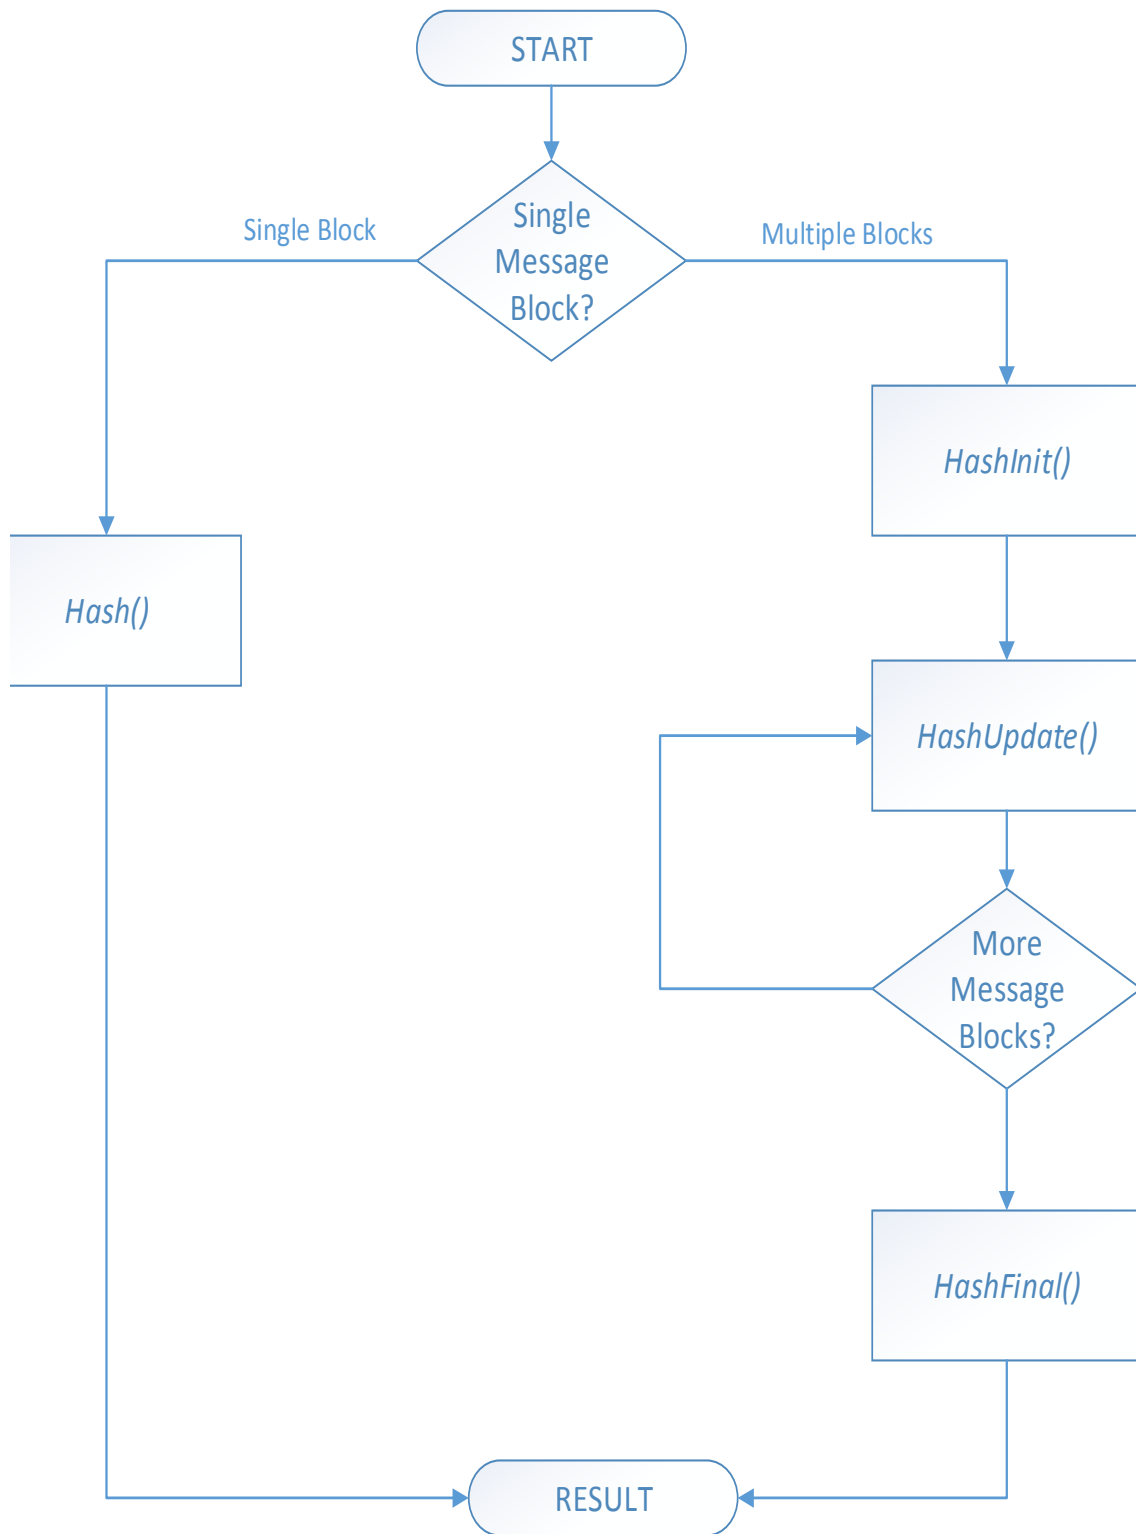 START
Single
Message
Block?
Single Block
Multiple Blocks
HashInit()
Hash()
HashUpdate()
More
Message
Blocks?
HashFinal()
RESULT